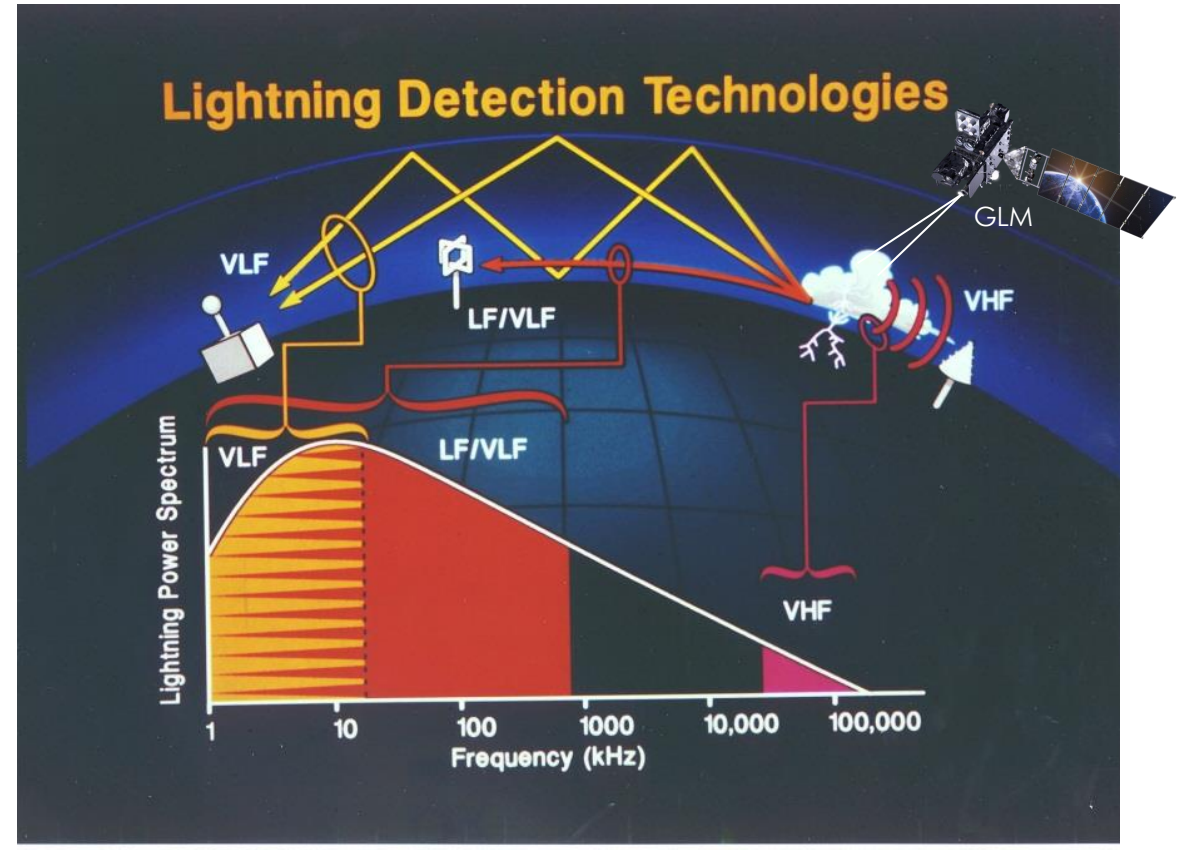 Lightning Detection Technologies
GLM
VLF
VHF
LF/VLF
VLF
LF/VLF
VHF
Lightning Power Spectrum
1
10
100
1000
10,000
100,000
Frequency (kHz)